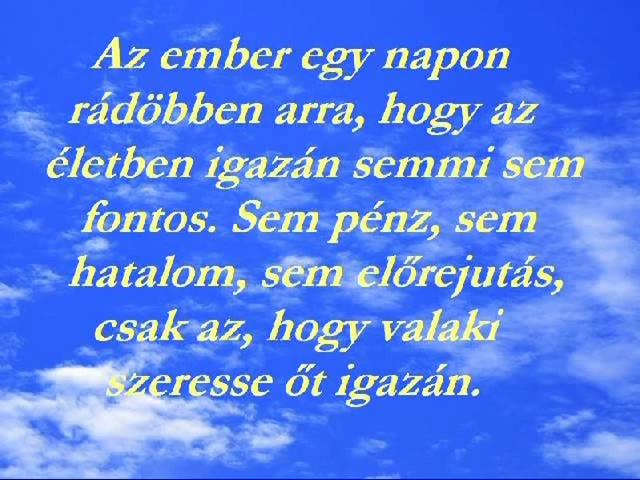 Az ember egy napon
rádöbben arra, hogy az
életben igazán semmi sem
fontos. Sem pénz, sem
hatalom, sem előrejutás,
csak az, hogy valaki
szeresse őt igazán.